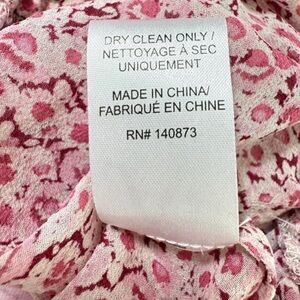 DRY CLEAN ONLY /
NETTOYAGE À SEC
UNIQUEMENT
MADE IN CHINA/
FABRIQUÉ EN CHINE
RN# 140873